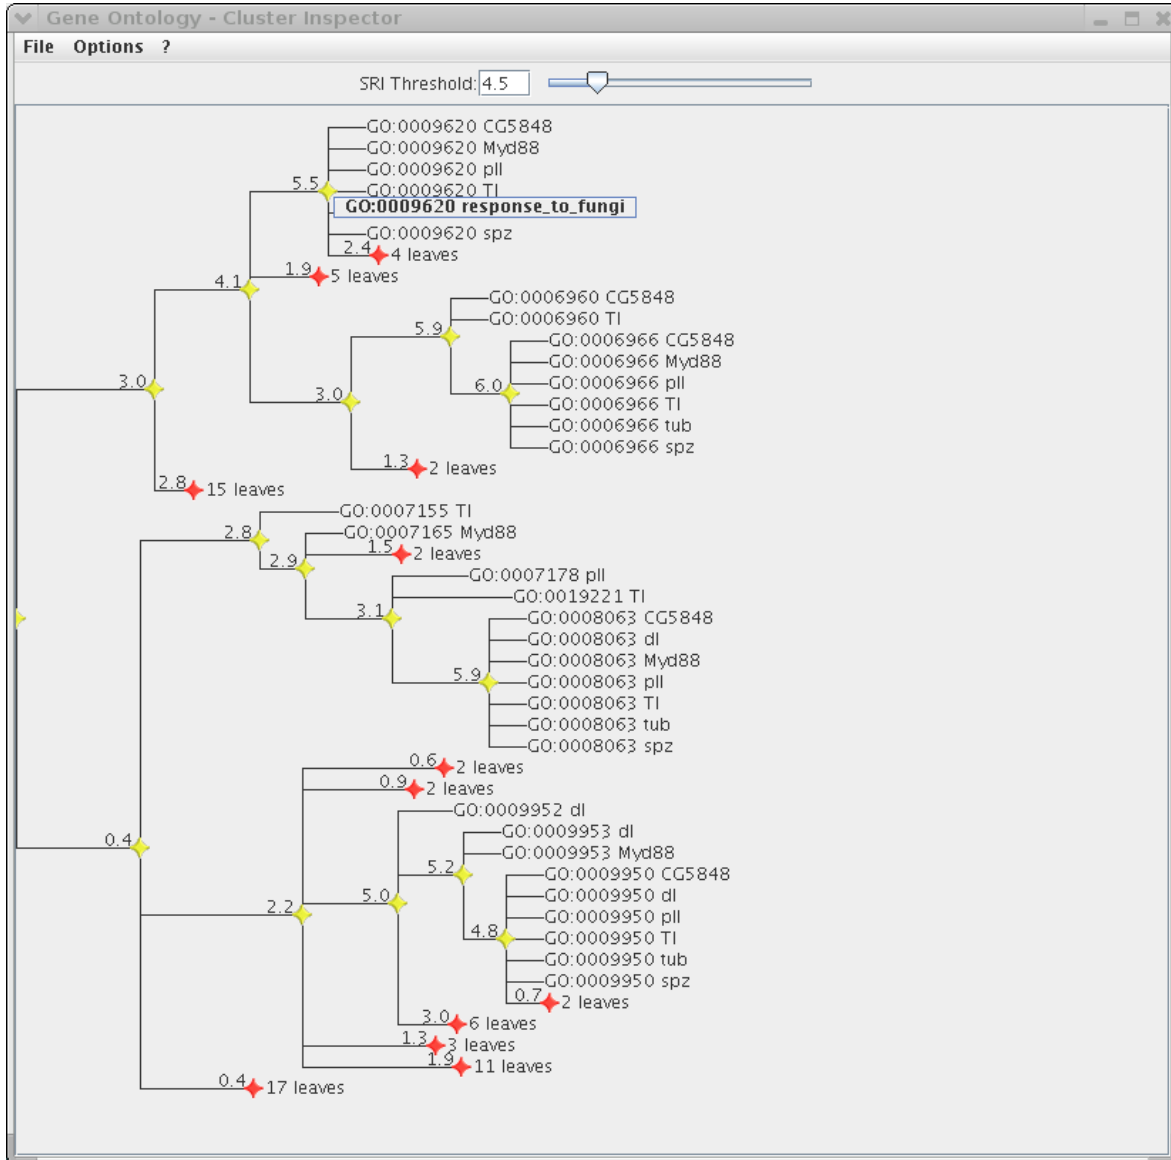 Gene Ontology - Cluster Inspector
File Options ?
SRI Threshold: 4.5
GO:0009620 CG5848
GO:0009620 Myd88
GO:0009620 pll
5.5 GO:0009620 Tl
GO:0009620 response_to_fungi
GO:0009620 spz
2.4 4 leaves
1.9 5 leaves
4.1
GO:0006960 CG5848
GO:0006960 Tl
5.9
GO:0006966 CG5848
GO:0006966 Myd88
3.0 6.0 GO:0006966 pll
3.0 GO:0006966 Tl
GO:0006966 tub
GO:0006966 spz
1.3 2 leaves
2.8 15 leaves
GO:0007155 Tl
2.8 GO:0007165 Myd88
1.5 2 leaves
2.9
GO:0007178 pll
GO:0019221 Tl
3.1 GO:0008063 CG5848
GO:0008063 dl
GO:0008063 Myd88
5.9 GO:0008063 pll
GO:0008063 Tl
GO:0008063 tub
GO:0008063 spz
0.6 2 leaves
0.9 2 leaves
GO:0009952 dl
GO:0009953 dl
0.4 GO:0009953 Myd88
5.2 GO:0009950 CG5848
5.0 GO:0009950 dl
2.2 GO:0009950 pll
4.8 GO:0009950 Tl
GO:0009950 tub
GO:0009950 spz
0.7 2 leaves
3.0 6 leaves
1.3 3 leaves
1.9 11 leaves
0.4 17 leaves